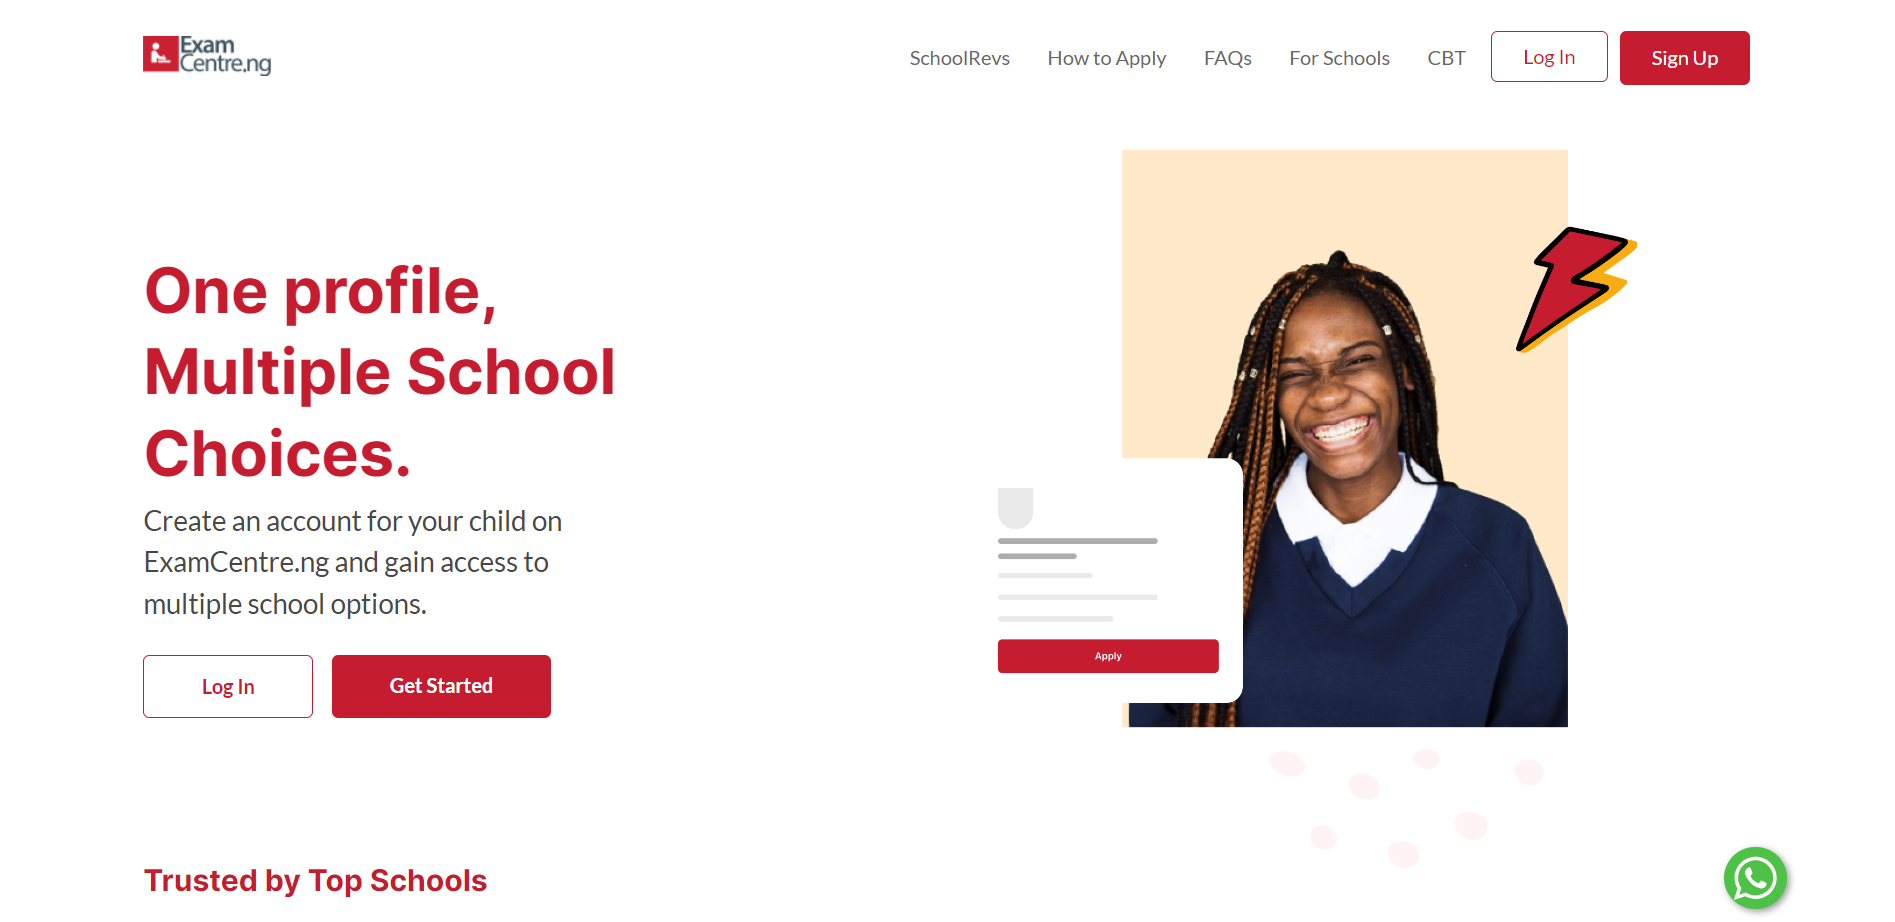 Exam
Centre.ng
SchoolRevs
How to Apply
FAQs
For Schools
CBT
Log In
Sign Up
One profile,
Multiple School
Choices.
Create an account for your child on
ExamCentre.ng and gain access to
multiple school options.
Log In
Get Started
Apply
Trusted by Top Schools